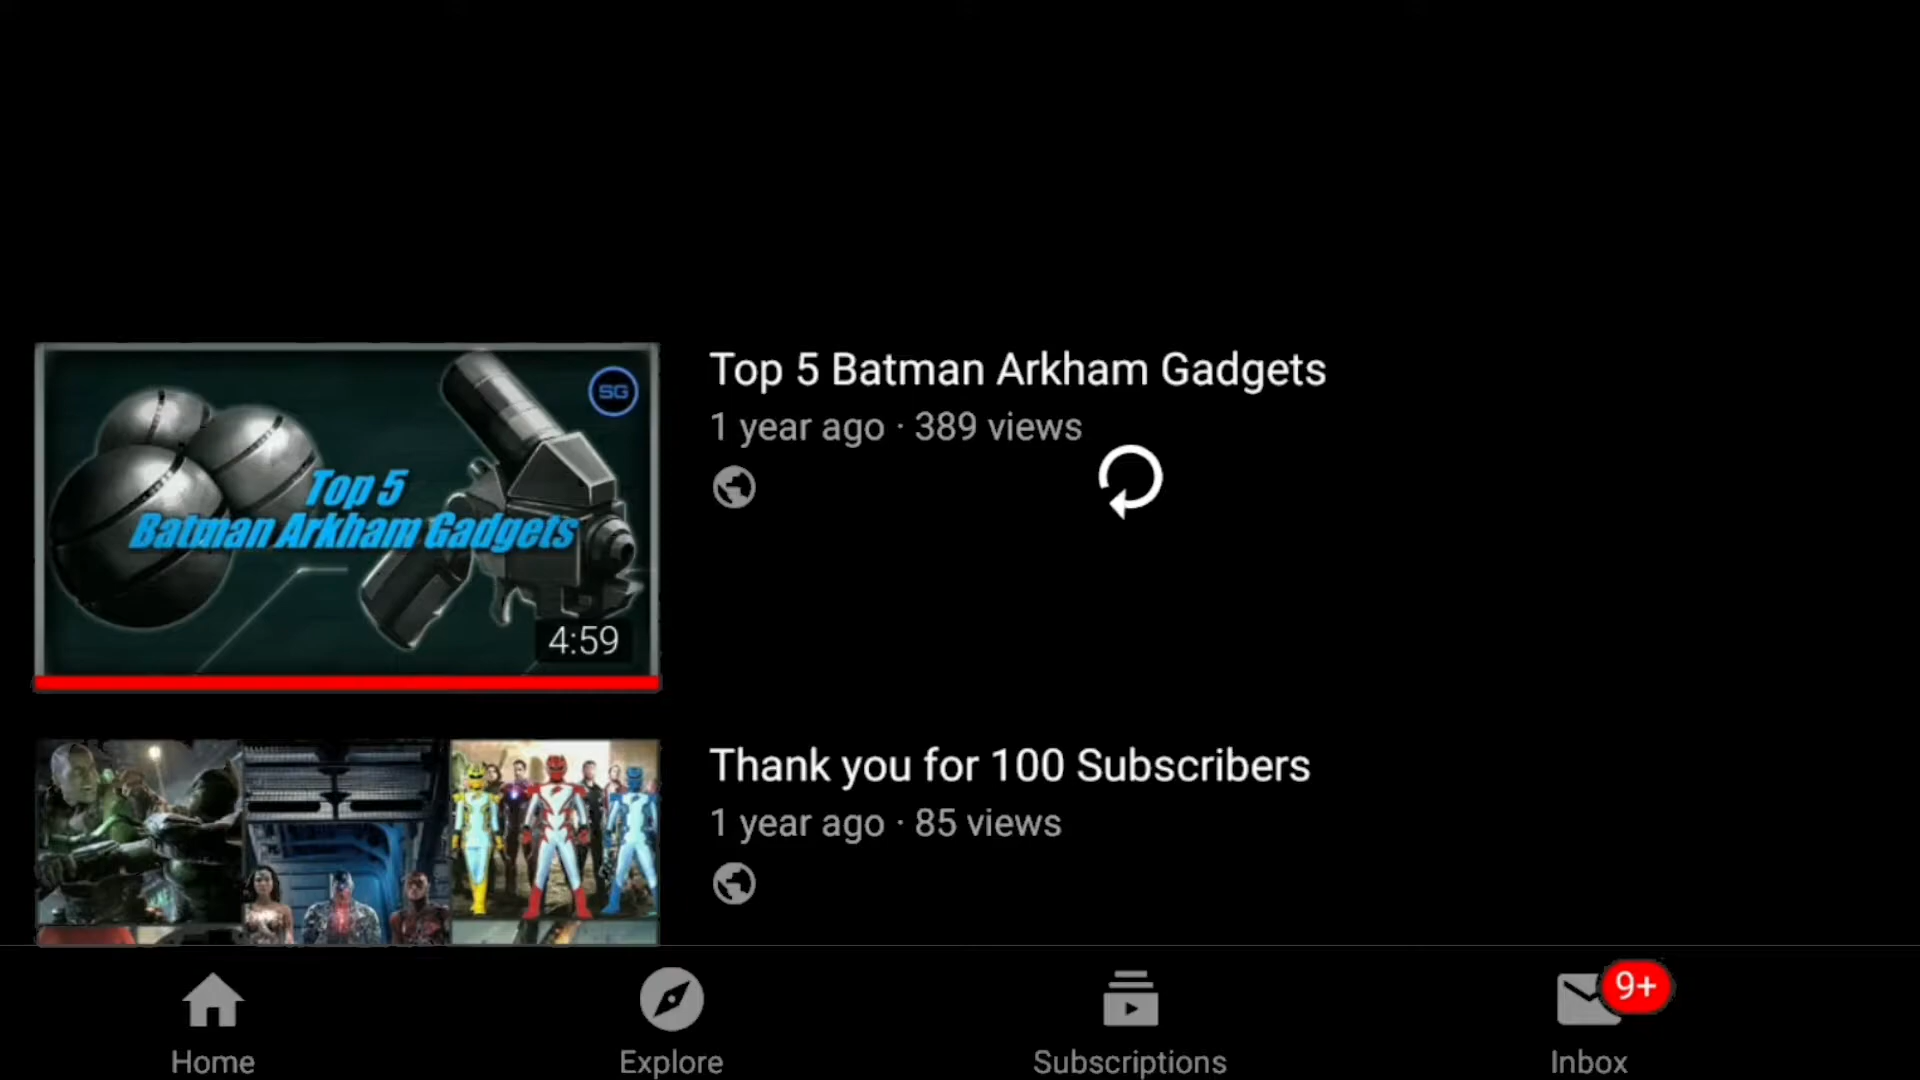 Top 5 Batman Arkham Gadgets
1 year ago · 389 views
SG
Top 5
Batman Arkham Gadgets
4:59
Thank you for 100 Subscribers
1 year ago · 85 views
Home
Explore
Subscriptions
9+
Inbox